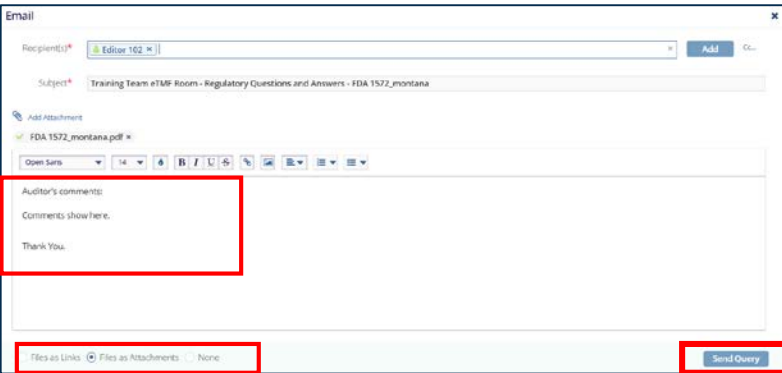 Email ×
Recipient(s)* Editor 102 × × Add Cc...
Subject* Training Team eTMF Room - Regulatory Questions and Answers - FDA 1572_montana
Add Attachment
FDA 1572_montana.pdf ×
Open Sans 14 B I U S
Auditor's comments:
Comments show here.
Thank You.
Files as Links Files as Attachments None Send Query